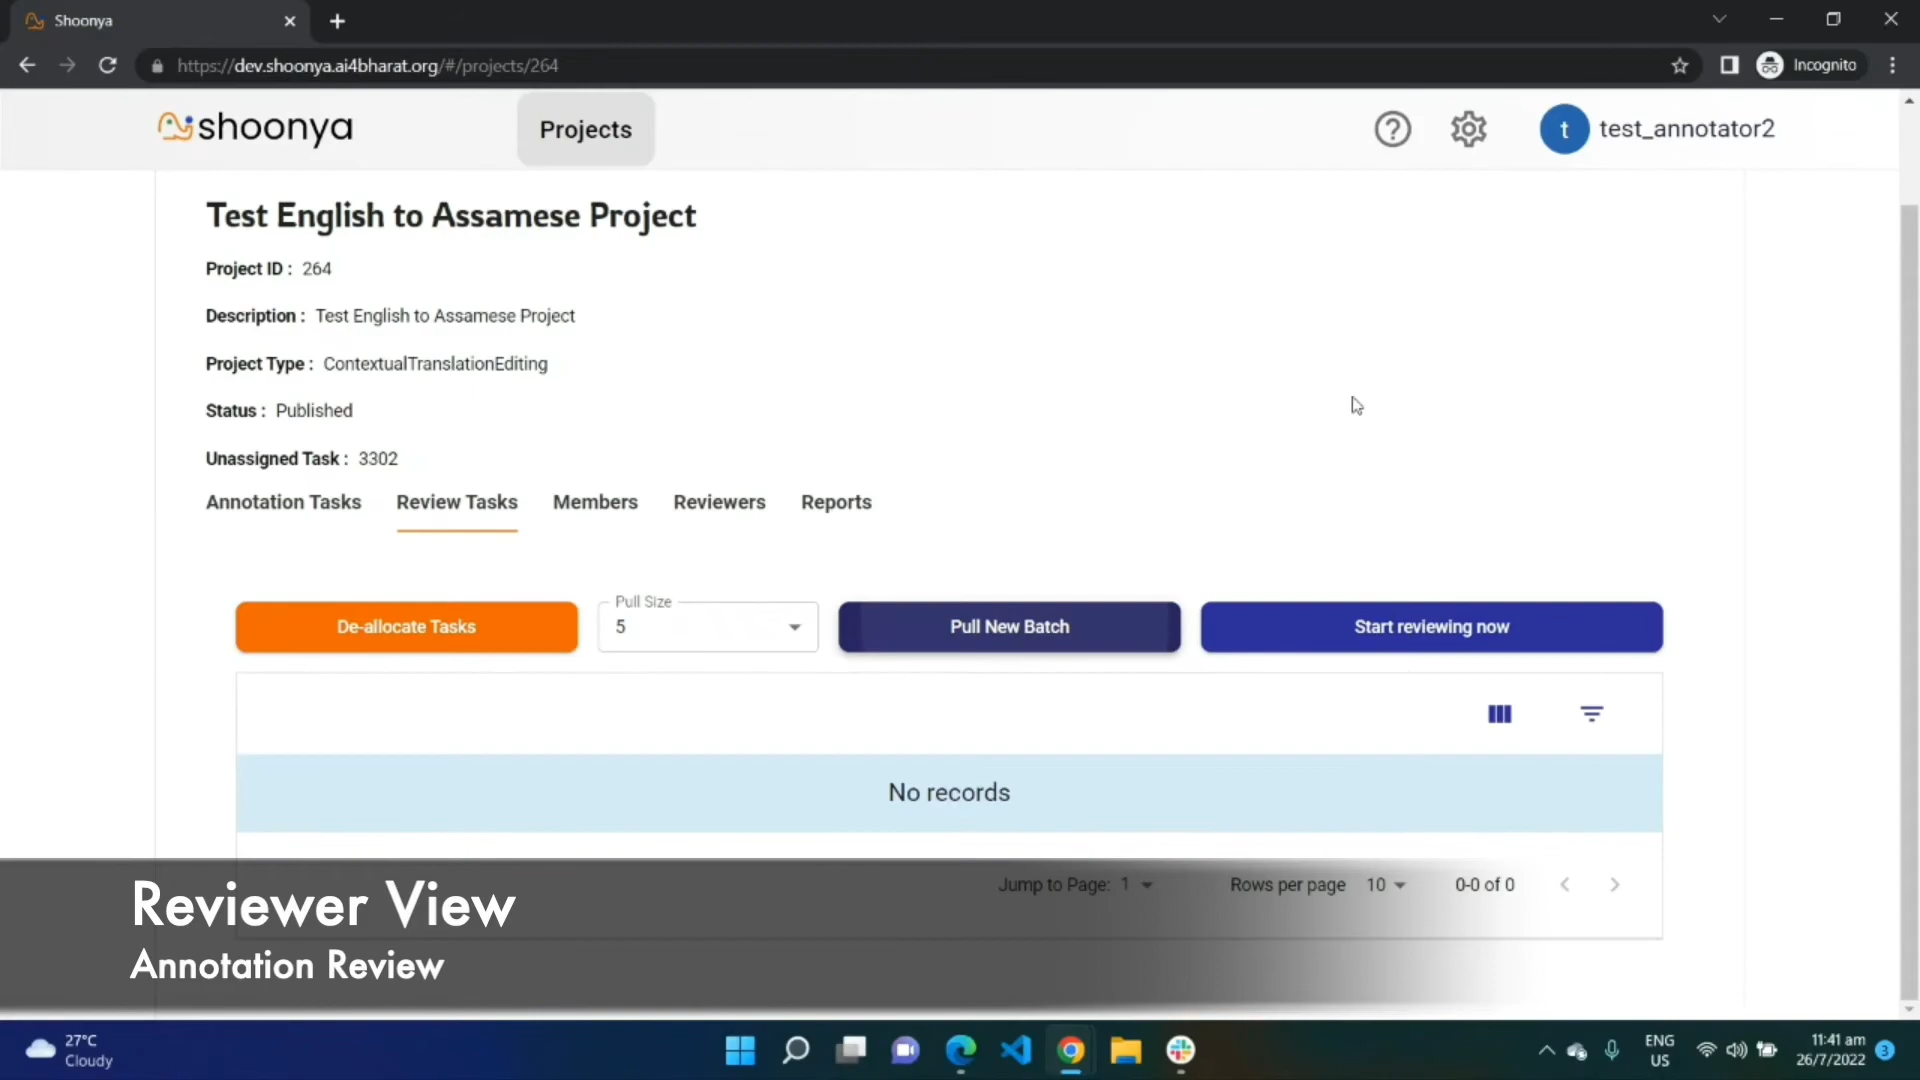 Shoonya
https://dev.shoonya.ai4bharat.org/#/projects/264
Incognito
shoonya
Projects
t
test_annotator2
Test English to Assamese Project
Project ID : 264
Description : Test English to Assamese Project
Project Type : ContextualTranslationEditing
Status : Published
Unassigned Task : 3302
Annotation Tasks
Review Tasks
Members
Reviewers
Reports
De-allocate Tasks
Pull Size
5
Pull New Batch
Start reviewing now
No records
Jump to Page: 1
Rows per page 10
0-0 of 0
Reviewer View
Annotation Review
27°C
Cloudy
ENG
US
11:41 am
26/7/2022
3